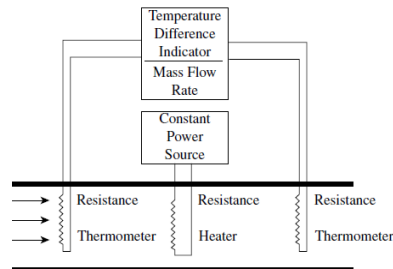 Temperature
Difference
Indicator
Mass Flow
Rate
Constant
Power
Source
Resistance
Thermometer
Resistance
Heater
Resistance
Thermometer